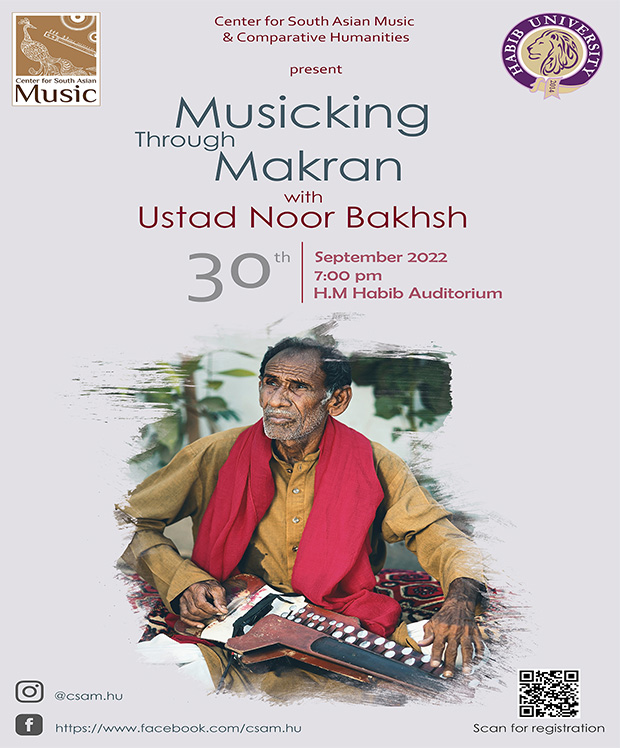 Center for South Asian Music
& Comparative Humanities
present
Center for South Asian
Music
HABIB UNIVERSITY
2014
Musicking
Through
Makran
with
Ustad Noor Bakhsh
30th
September 2022
7:00 pm
H.M Habib Auditorium
@csam.hu
f
https://www.facebook.com/csam.hu
Scan for registration